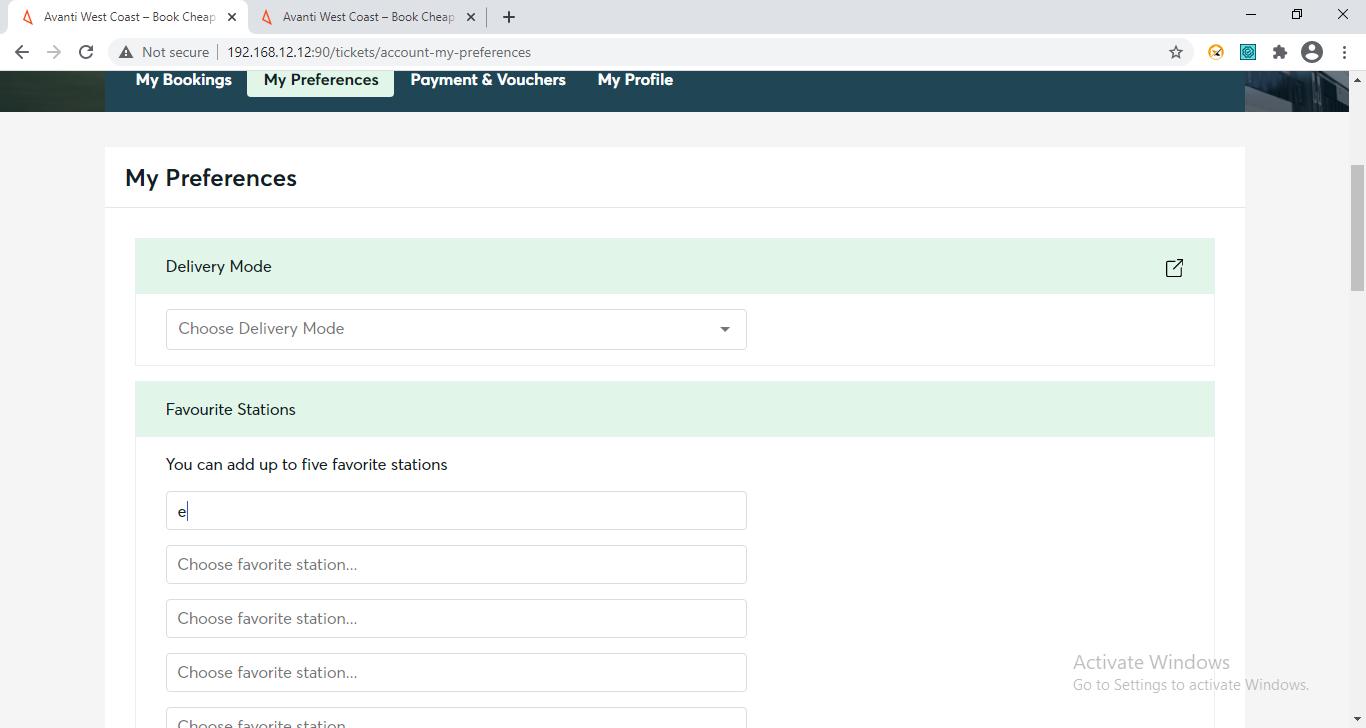 Avanti West Coast – Book Cheap
Avanti West Coast – Book Cheap
Not secure
192.168.12.12:90/tickets/account-my-preferences
My Bookings
My Preferences
Payment & Vouchers
My Profile
My Preferences
Delivery Mode
Choose Delivery Mode
Favourite Stations
You can add up to five favorite stations
e
Choose favorite station...
Choose favorite station...
Choose favorite station...
Choose favorite station
Activate Windows
Go to Settings to activate Windows.